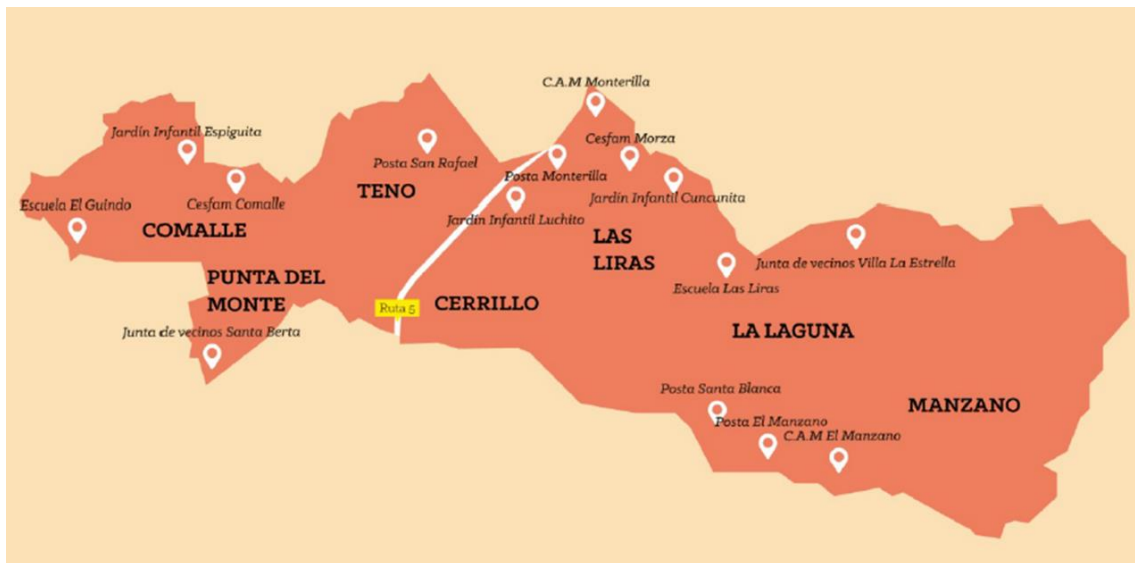 C.A.M Monterilla
Jardín Infantil Espiguita
Cesfam Morza
Posta San Rafael
Posta Monterilla
TENO
Escuela El Guindo
Cesfam Comalle
Jardín Infantil Cuncunita
Jardín Infantil Luchito
COMALLE
LAS
LIRAS
Junta de vecinos Villa La Estrella
PUNTA DEL
MONTE
Escuela Las Liras
Ruta 5
CERRILLO
Junta de vecinos Santa Berta
LA LAGUNA
Posta Santa Blanca
MANZANO
Posta El Manzano
C.A.M El Manzano